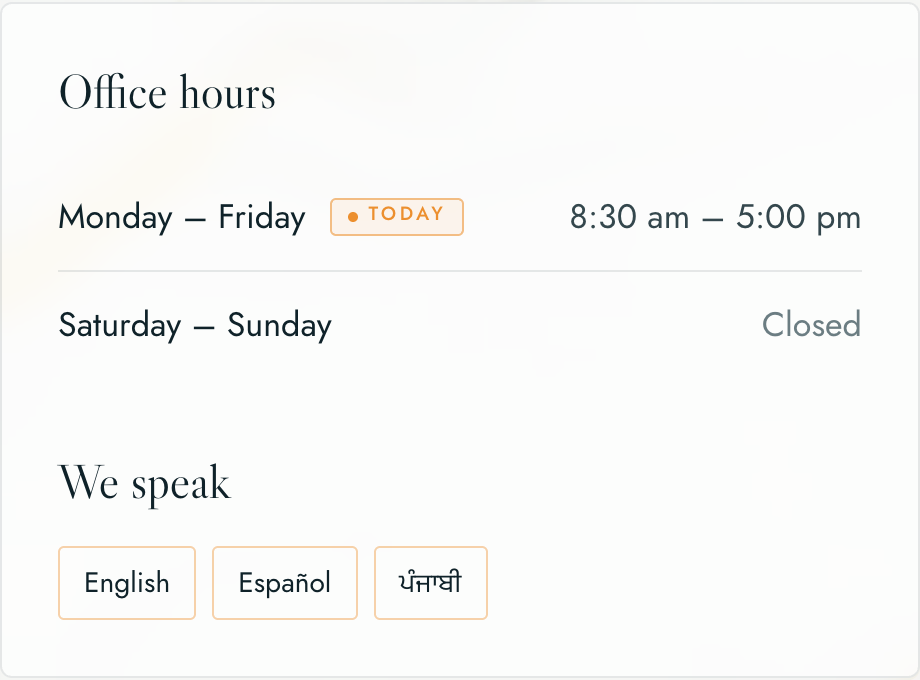 Office hours
Monday – Friday TODAY 8:30 am – 5:00 pm
Saturday – Sunday Closed
We speak
English Español ਪੰਜਾਬੀ